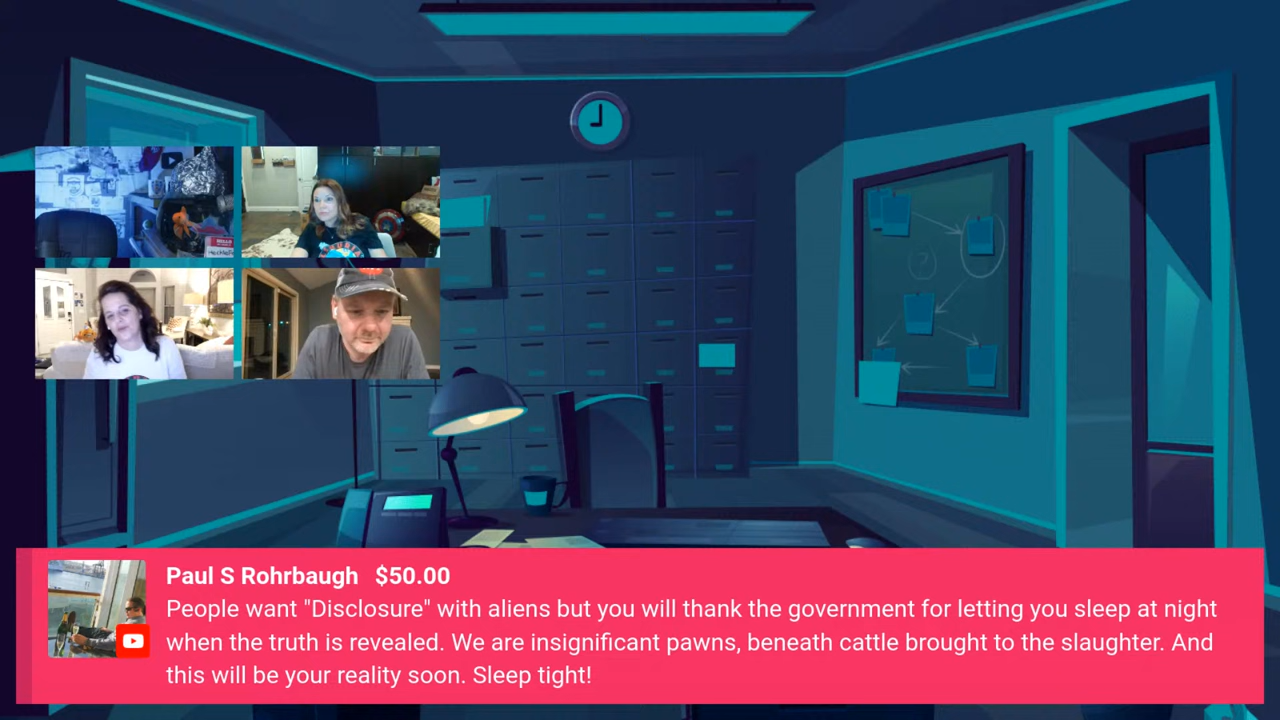 HELLO
Paul S Rohrbaugh $50.00
People want "Disclosure" with aliens but you will thank the government for letting you sleep at night
when the truth is revealed. We are insignificant pawns, beneath cattle brought to the slaughter. And
this will be your reality soon. Sleep tight!